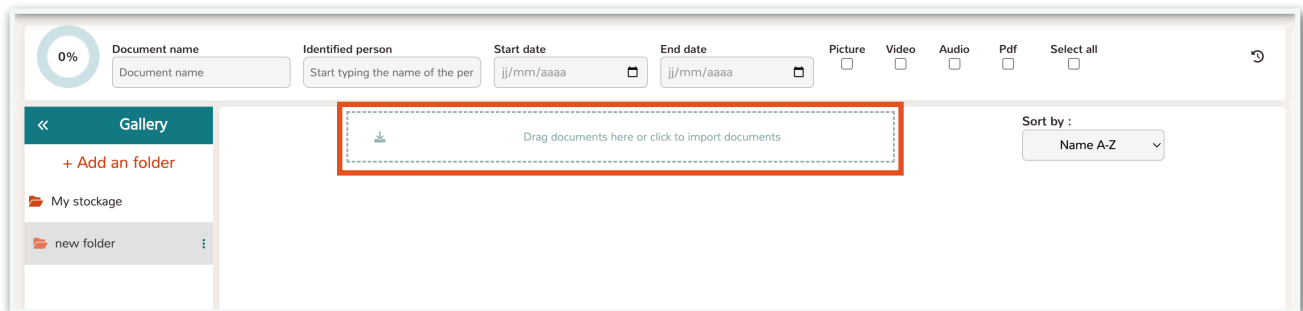 0%
Document name
Document name
Identified person
Start typing the name of the per
Start date
jj/mm/aaaa
End date
jj/mm/aaaa
Picture
Video
Audio
Pdf
Select all
Gallery
+ Add an folder
My stockage
new folder
Drag documents here or click to import documents
Sort by :
Name A-Z